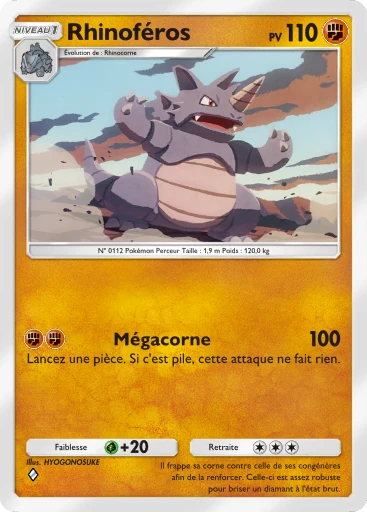 NIVEAU 1
Rhinoféros
PV 110
Évolution de : Rhinocorne
N° 0112 Pokémon Perceur Taille : 1,9 m Poids : 120,0 kg
Mégacorne 100
Lancez une pièce. Si c'est pile, cette attaque ne fait rien.
Faiblesse +20 Retraite
Illus. HYOGONOSUKE
Il frappe sa corne contre celle de ses congénères
afin de la renforcer. Celle-ci est assez robuste
pour briser un diamant à l'état brut.